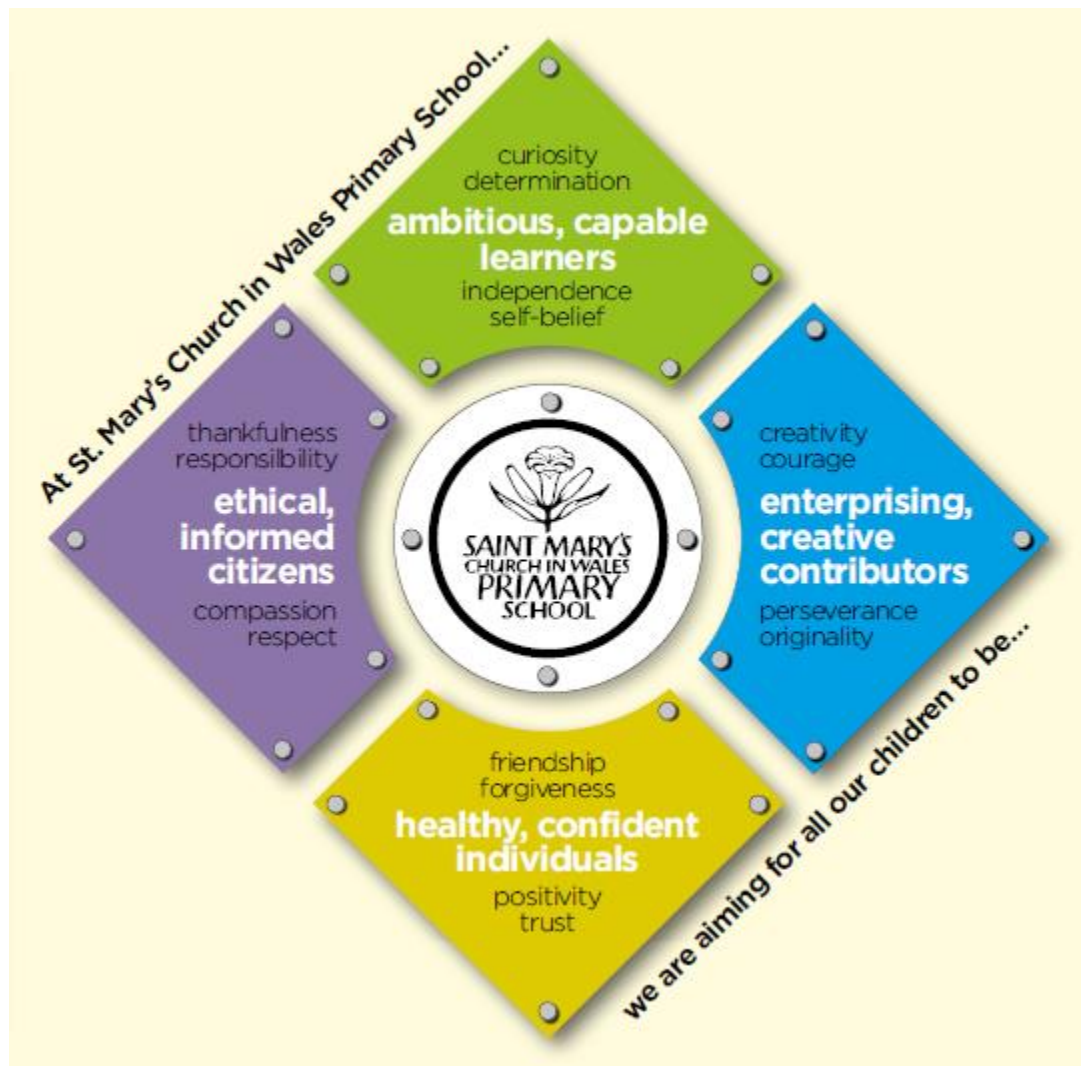 At St. Mary's Church in Wales Primary School...
curiosity
determination
ambitious, capable
learners
independence
self-belief
thankfulness
responsilbility
ethical,
informed
citizens
compassion
respect
SAINT MARY'S
CHURCH IN WALES
PRIMARY
SCHOOL
creativity
courage
enterprising,
creative
contributors
perseverance
originality
friendship
forgiveness
healthy, confident
individuals
positivity
trust
we are aiming for all our children to be...